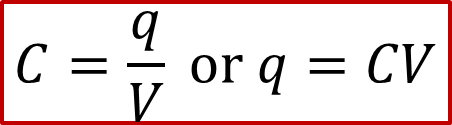 C = q/V or q = CV